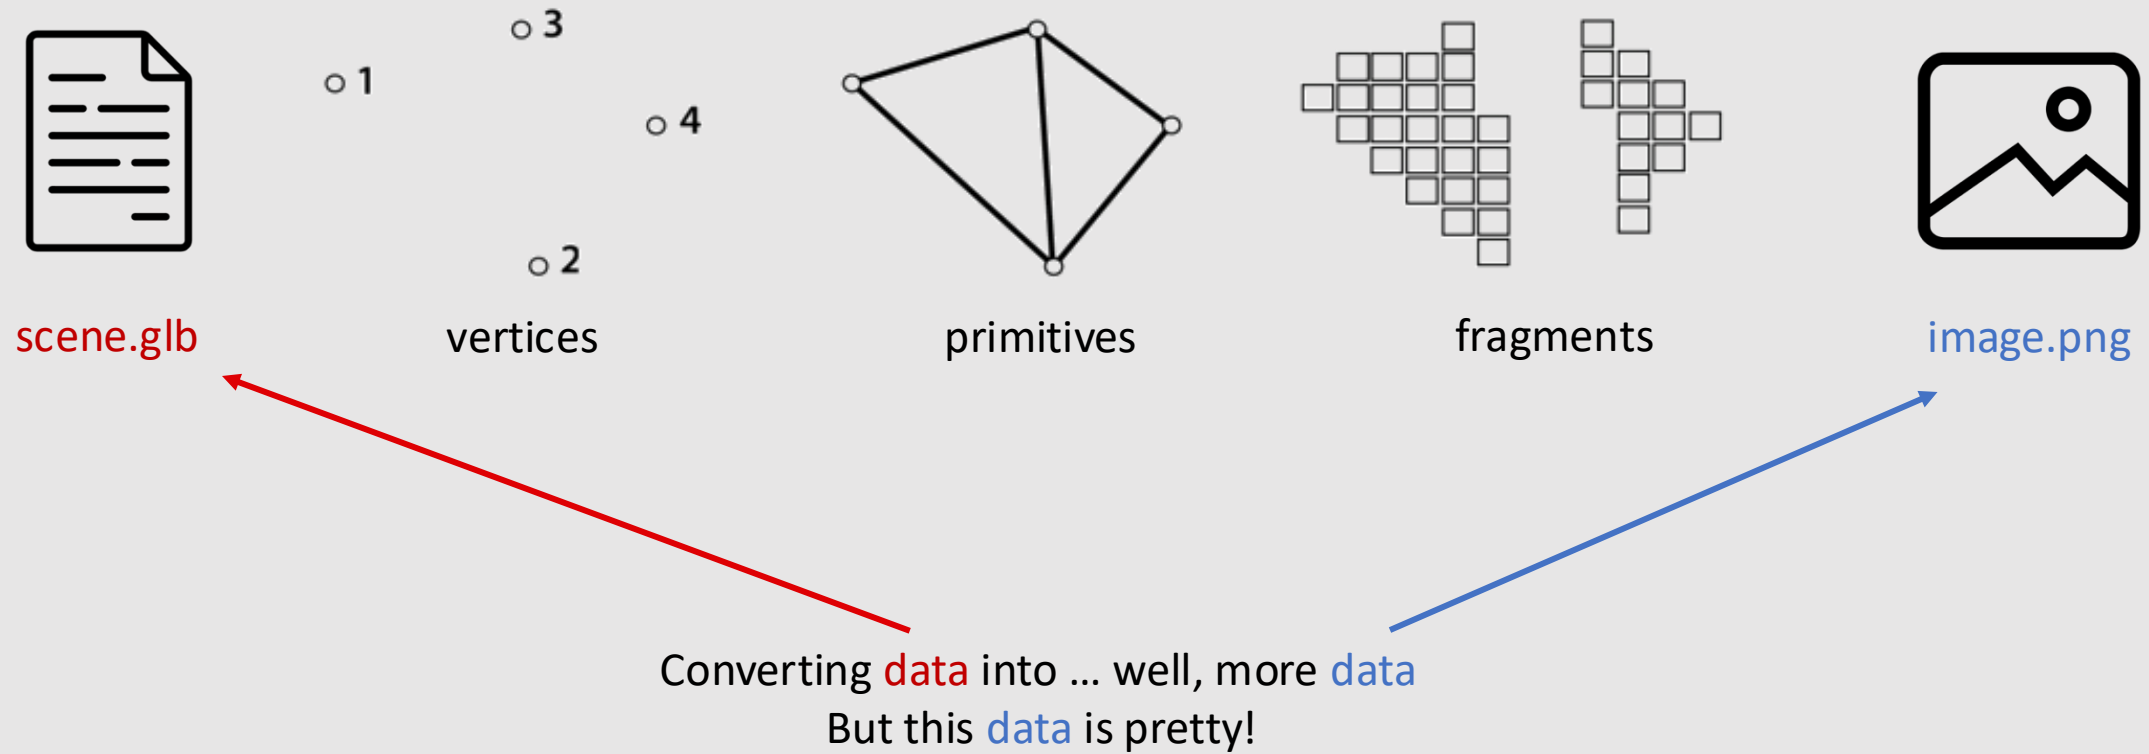 3
1
4
2
scene.glb
vertices
primitives
fragments
image.png
Converting data into ... well, more data
But this data is pretty!